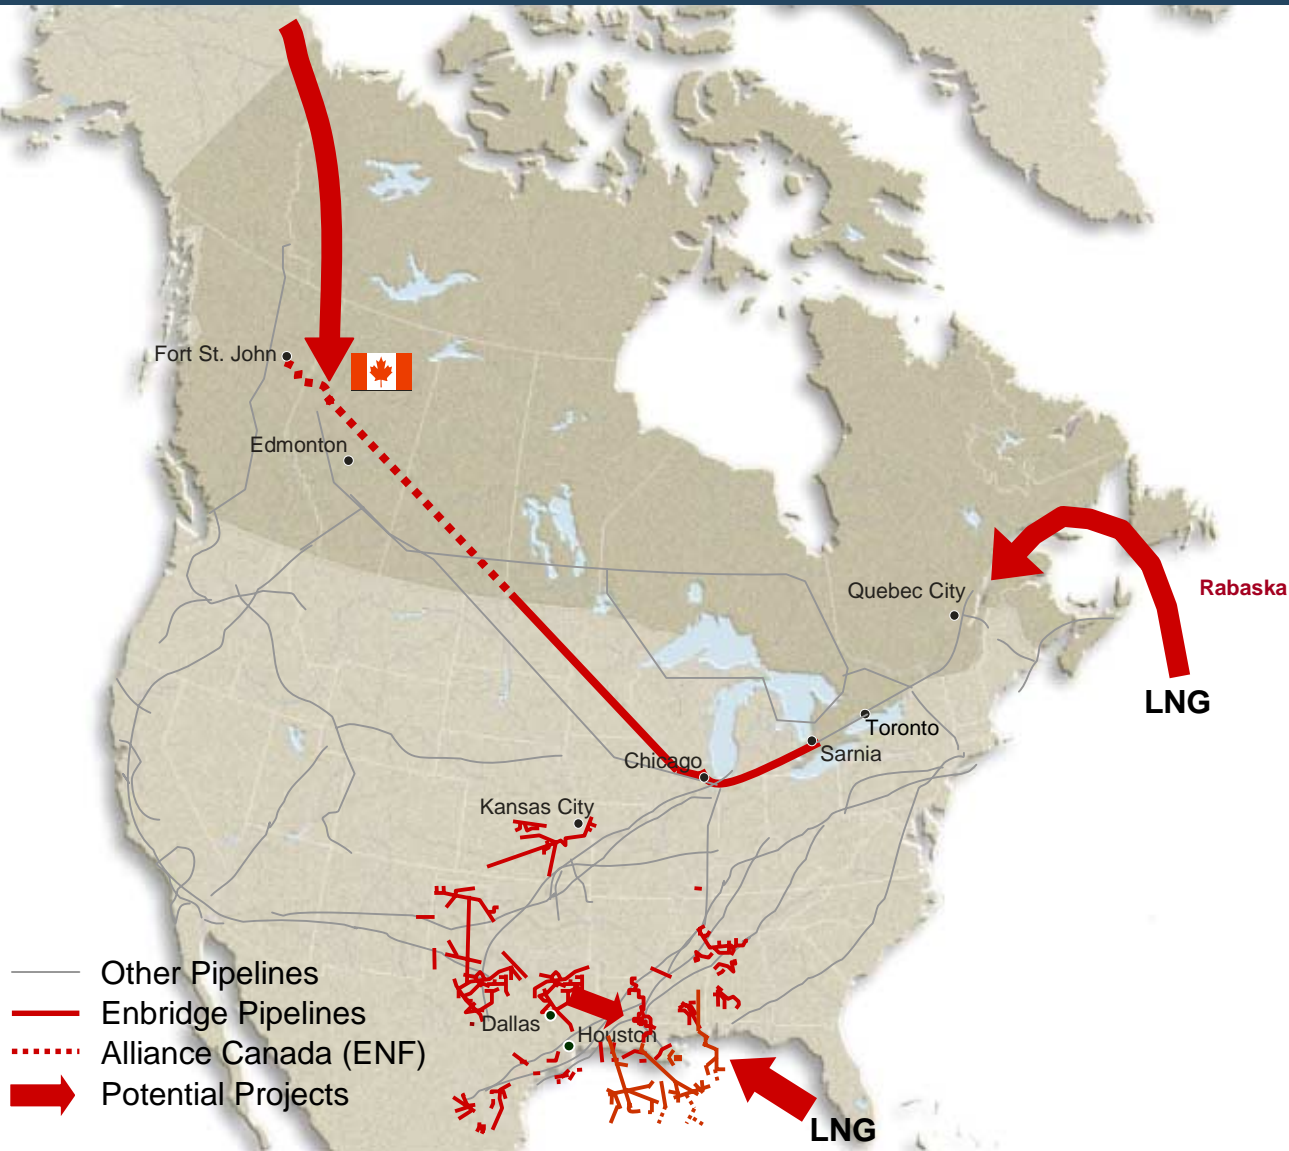 Fort St. John
Edmonton
Quebec City
Rabaska
LNG
Toronto
Sarnia
Chicago
Kansas City
Other Pipelines
Enbridge Pipelines
Dallas
Houston
Alliance Canada (ENF)
Potential Projects
LNG